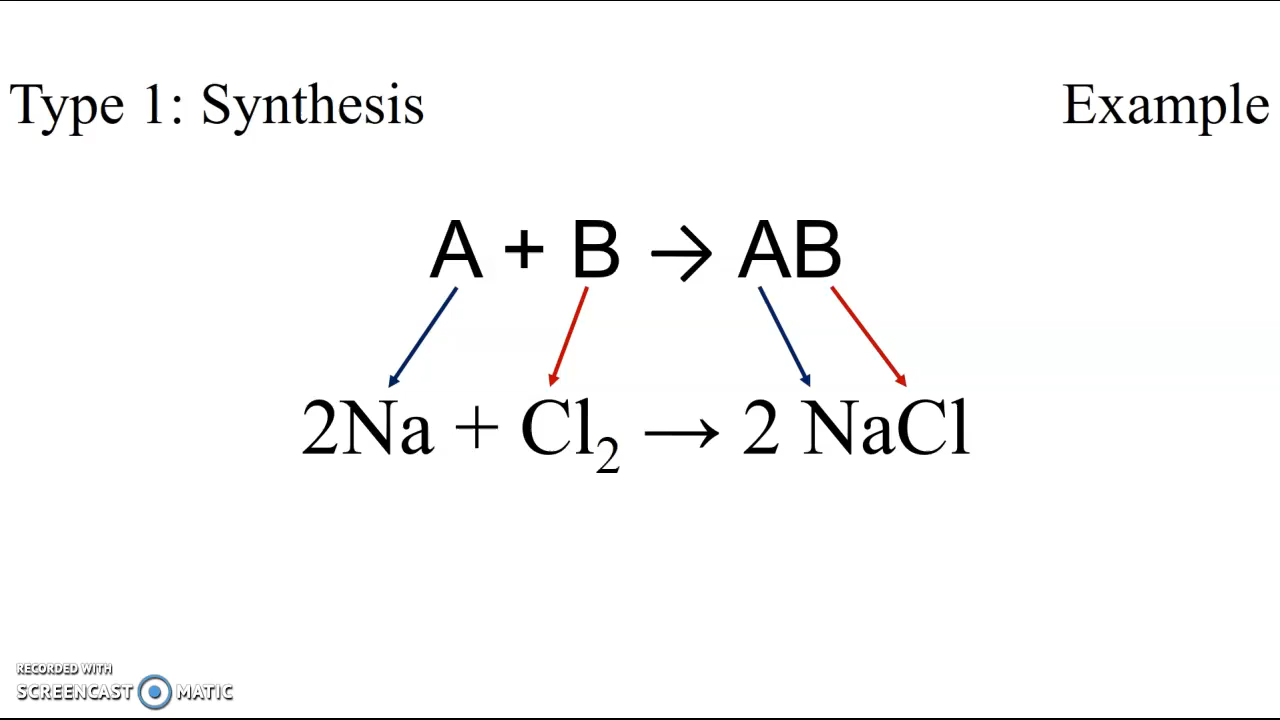 Type 1: Synthesis Example
A + B → AB
2Na + Cl₂ → 2 NaCl
RECORDED WITH
SCREENCAST MATIC